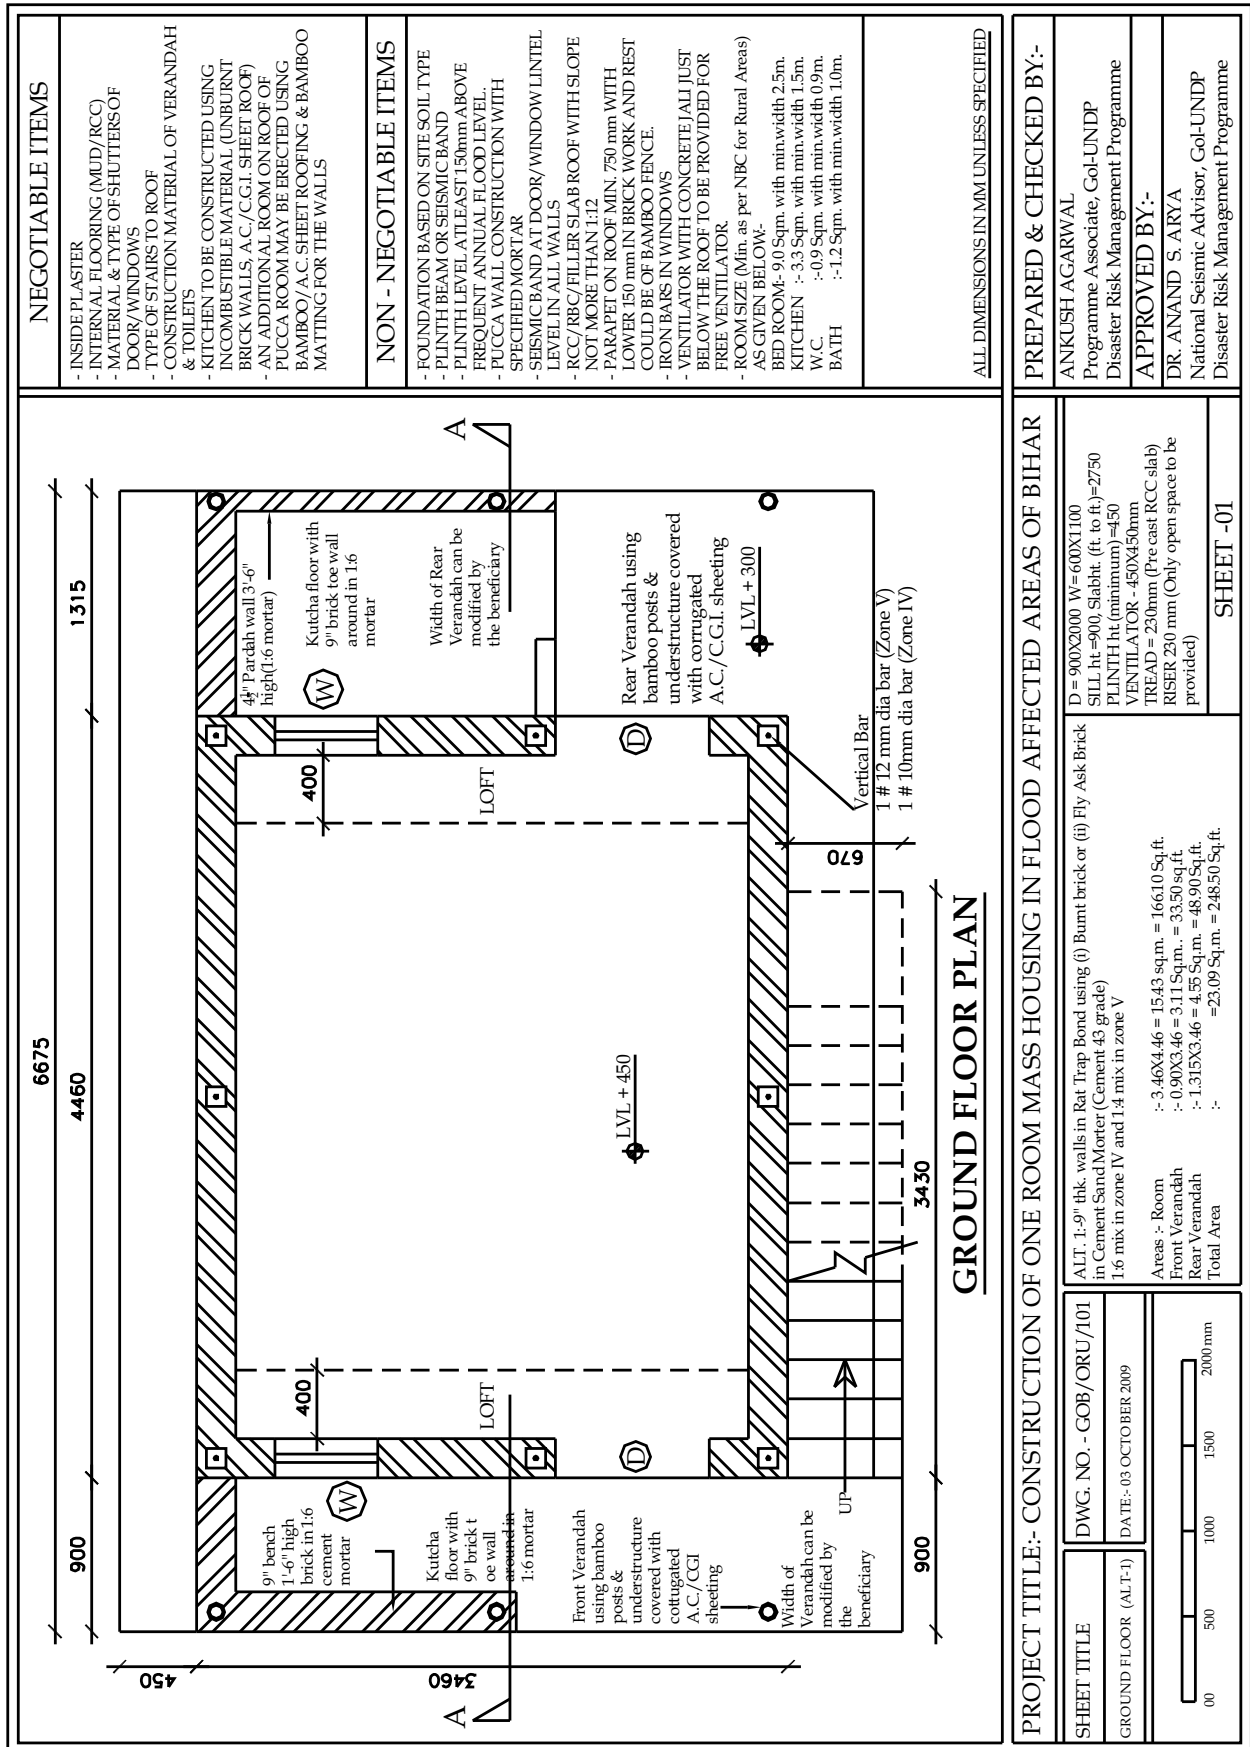 NEGOTIABLE ITEMS
- INSIDE PLASTER
- INTERNAL FLOORING (MUD/RCC)
- MATERIAL & TYPE OF SHUTTERS OF
DOOR/WINDOWS
- TYPE OF STAIRS TO ROOF
- CONSTRUCTION MATERIAL OF VERANDAH
& TOILETS
- KITCHEN TO BE CONSTRUCTED USING
INCOMBUSTIBLE MATERIAL (UNBURNT
BRICK WALLS, A.C./C.G.I. SHEET ROOF)
- AN ADDITIONAL ROOM ON ROOF OF
PUCCA ROOM MAY BE ERECTED USING
BAMBOO/A.C. SHEET ROOFING & BAMBOO
MATTING FOR THE WALLS
NON - NEGOTIABLE ITEMS
- FOUNDATION BASED ON SITE SOIL TYPE
- PLINTH BEAM OR SEISMIC BAND
- PLINTH LEVEL ATLEAST 150mm ABOVE
FREQUENT ANNUAL FLOOD LEVEL.
- PUCCA WALL CONSTRUCTION WITH
SPECIFIED MORTAR
- SEISMIC BAND AT DOOR/WINDOW LINTEL
LEVEL IN ALL WALLS
- RCC/RBC/FILLER SLAB ROOF WITH SLOPE
NOT MORE THAN 1:12
- PARAPET ON ROOF MIN. 750 mm WITH
LOWER 150 mm IN BRICK WORK AND REST
COULD BE OF BAMBOO FENCE.
- IRON BARS IN WINDOWS
- VENTILATOR WITH CONCRETE JALI JUST
BELOW THE ROOF TO BE PROVIDED FOR
FREE VENTILATOR.
- ROOM SIZE (Min. as per NBC for Rural Areas)
AS GIVEN BELOW-
BED ROOM:- 9.0 Sqm. with min.width 2.5m.
KITCHEN :- 3.3 Sqm. with min.width 1.5m.
W.C. :-0.9 Sqm. with min.width 0.9m.
BATH :-1.2 Sqm. with min.width 1.0m.
ALL DIMENSIONS IN MM UNLESS SPECIFIED
6675
900
4460
1315
450
3460
A
A
9" bench
1'-6" high
brick in 1:6
cement
mortar
W
Kutcha
floor with
9" brick t
oe wall
around in
1:6 mortar
Front Verandah
using bamboo
posts &
understructure
covered with
cottugated
A.C./CGI
sheeting
Width of
Verandah can be
modified by
the
beneficiary
400
LOFT
D
UP
LVL + 450
400
LOFT
D
4½" Pardah wall 3'-6"
high(1:6 mortar)
W
Kutcha floor with
9" brick toe wall
around in 1:6
mortar
Width of Rear
Verandah can be
modified by
the beneficiary
Rear Verandah using
bamboo posts &
understructure covered
with corrugated
A.C./C.G.I. sheeting
LVL + 300
Vertical Bar
1 # 12 mm dia bar (Zone V)
1 # 10mm dia bar (Zone IV)
670
900
3430
GROUND FLOOR PLAN
PROJECT TITLE:- CONSTRUCTION OF ONE ROOM MASS HOUSING IN FLOOD AFFECTED AREAS OF BIHAR
SHEET TITLE
GROUND FLOOR (ALT-1)
DWG. NO. - GOB/ORU/101
DATE:- 03 OCTOBER 2009
00 500 1000 1500 2000mm
ALT. 1:-9" thk. walls in Rat Trap Bond using (i) Burnt brick or (ii) Fly Ask Brick
in Cement Sand Morter (Cement 43 grade)
1:6 mix in zone IV and 1:4 mix in zone V
Areas :- Room :- 3.46X4.46 = 15.43 sq.m. = 166.10 Sq.ft.
Front Verandah :- 0.90X3.46 = 3.11 Sq.m.. = 33.50 sq.ft
Rear Verandah :- 1.315X3.46 = 4.55 Sq.m. = 48.90 Sq.ft.
Total Area :- =23.09 Sq.m. = 248.50 Sq.ft.
D = 900X2000 W = 600X1100
SILL ht.=900, Slabht. (ft. to ft.)=2750
PLINTH ht.(minimum)=450
VENTILATOR - 450X450mm
TREAD = 230mm (Pre cast RCC slab)
RISER 230 mm (Only open space to be
provided)
SHEET -01
PREPARED & CHECKED BY:-
ANKUSH AGARWAL
Programme Associate, GoI-UNDP
Disaster Risk Management Programme
APPROVED BY:-
DR. ANAND S. ARYA
National Seismic Advisor, GoI-UNDP
Disaster Risk Management Programme